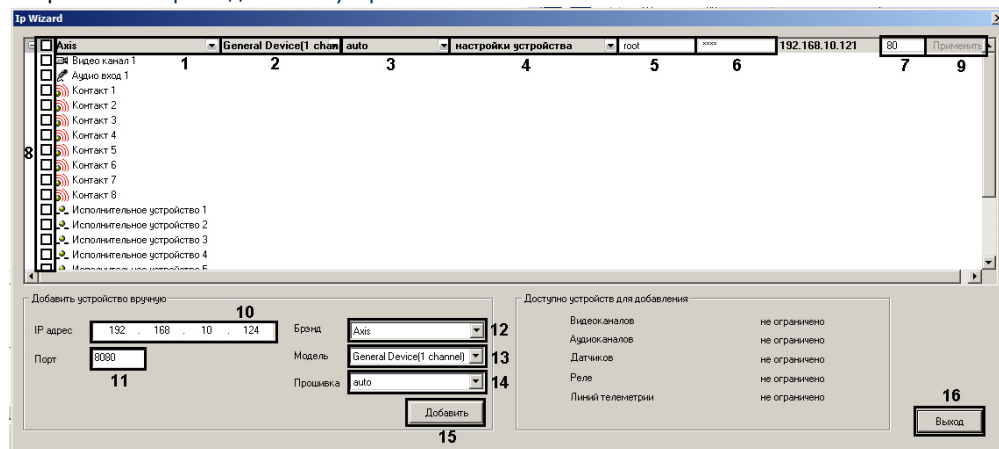 Ip Wizard
Axis General Device(1 chan auto настройки устройства root **** 192.168.10.121 80 Применить
Видео канал 1 1 2 3 4 5 6 7 9
Аудио вход 1
Контакт 1
Контакт 2
Контакт 3
Контакт 4
8 Контакт 5
Контакт 6
Контакт 7
Контакт 8
Исполнительное устройство 1
Исполнительное устройство 2
Исполнительное устройство 3
Исполнительное устройство 4
Исполнительное устройство 5
Добавить устройство вручную
10
IP адрес 192 . 168 . 10 . 124
Порт 8080
11
Брэнд Axis 12
Модель General Device(1 channel) 13
Прошивка auto 14
Добавить
15
Доступно устройств для добавления
Видеоканалов не ограничено
Аудиоканалов не ограничено
Датчиков не ограничено
Реле не ограничено
Линий телеметрии не ограничено
16
Выход